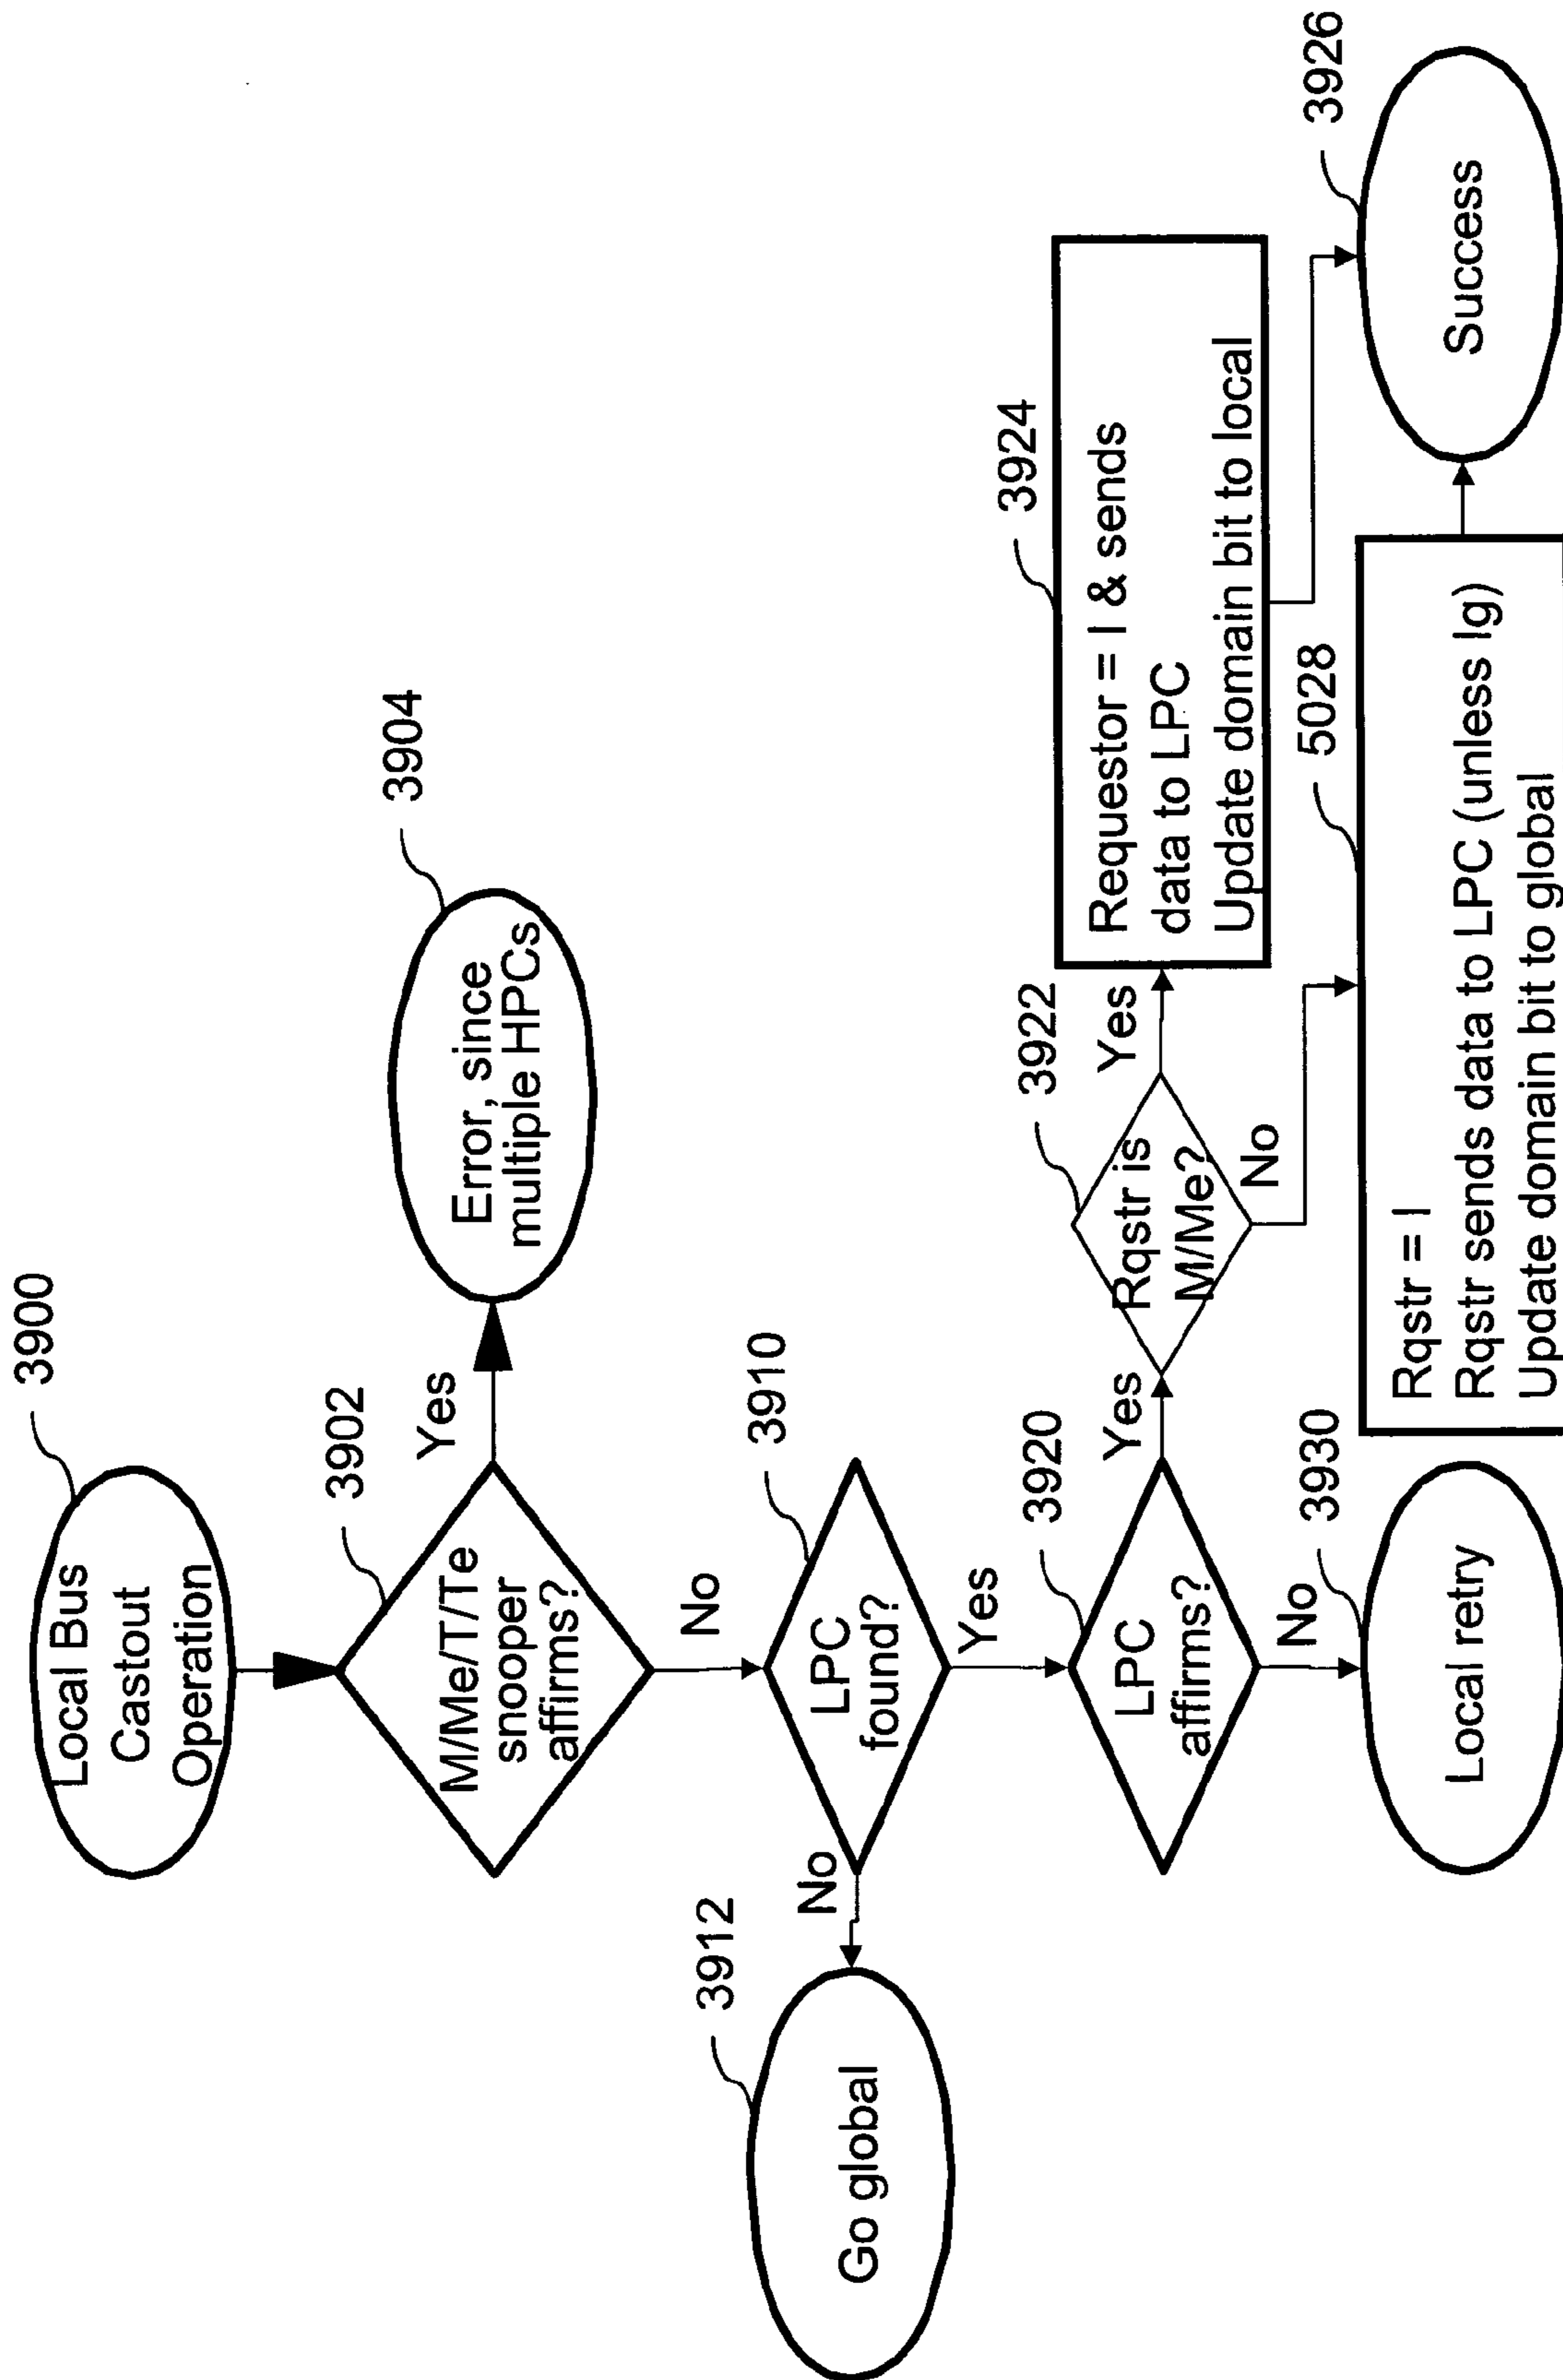 3900
Local Bus
Castout
Operation
3902
M/Me/T/Te
snooper
affirms?
Yes
3904
Error, since
multiple HPCs
No
3910
LPC
found?
No
3912
Go global
Yes
3920
LPC
affirms?
Yes
3922
Rqstr is
M/Me?
Yes
3924
Requestor = I & sends
data to LPC
Update domain bit to local
No
5028
Rqstr = I
Rqstr sends data to LPC (unless Ig)
Update domain bit to global
3926
Success
No
3930
Local retry